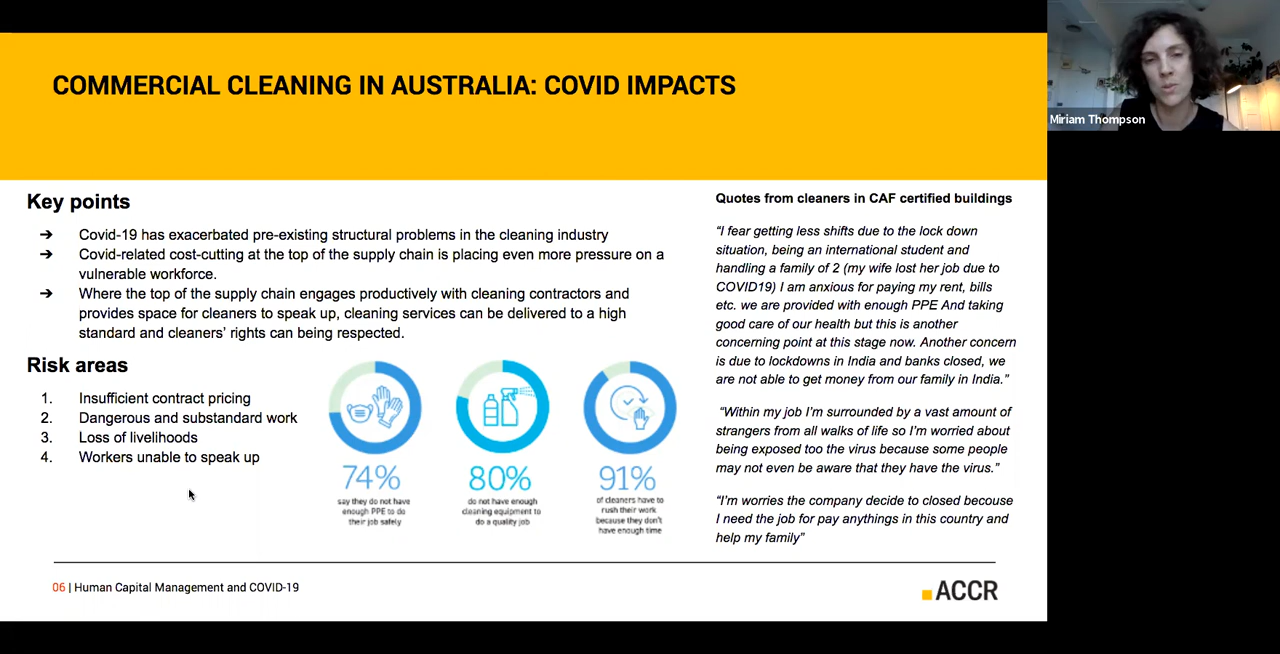 COMMERCIAL CLEANING IN AUSTRALIA: COVID IMPACTS
Miriam Thompson
Key points
➔ Covid-19 has exacerbated pre-existing structural problems in the cleaning industry
➔ Covid-related cost-cutting at the top of the supply chain is placing even more pressure on a
vulnerable workforce.
➔ Where the top of the supply chain engages productively with cleaning contractors and
provides space for cleaners to speak up, cleaning services can be delivered to a high
standard and cleaners’ rights can being respected.
Risk areas
1. Insufficient contract pricing
2. Dangerous and substandard work
3. Loss of livelihoods
4. Workers unable to speak up
74%
say they do not have
enough PPE to do
their job safely
80%
do not have enough
cleaning equipment to
do a quality job
91%
of cleaners have to
rush their work
because they don't
have enough time
Quotes from cleaners in CAF certified buildings
“I fear getting less shifts due to the lock down
situation, being an international student and
handling a family of 2 (my wife lost her job due to
COVID19) I am anxious for paying my rent, bills
etc. we are provided with enough PPE And taking
good care of our health but this is another
concerning point at this stage now. Another concern
is due to lockdowns in India and banks closed, we
are not able to get money from our family in India.”
“Within my job I’m surrounded by a vast amount of
strangers from all walks of life so I’m worried about
being exposed too the virus because some people
may not even be aware that they have the virus.”
“I’m worries the company decide to closed becouse
I need the job for pay anythings in this country and
help my family”
06 | Human Capital Management and COVID-19
ACCR